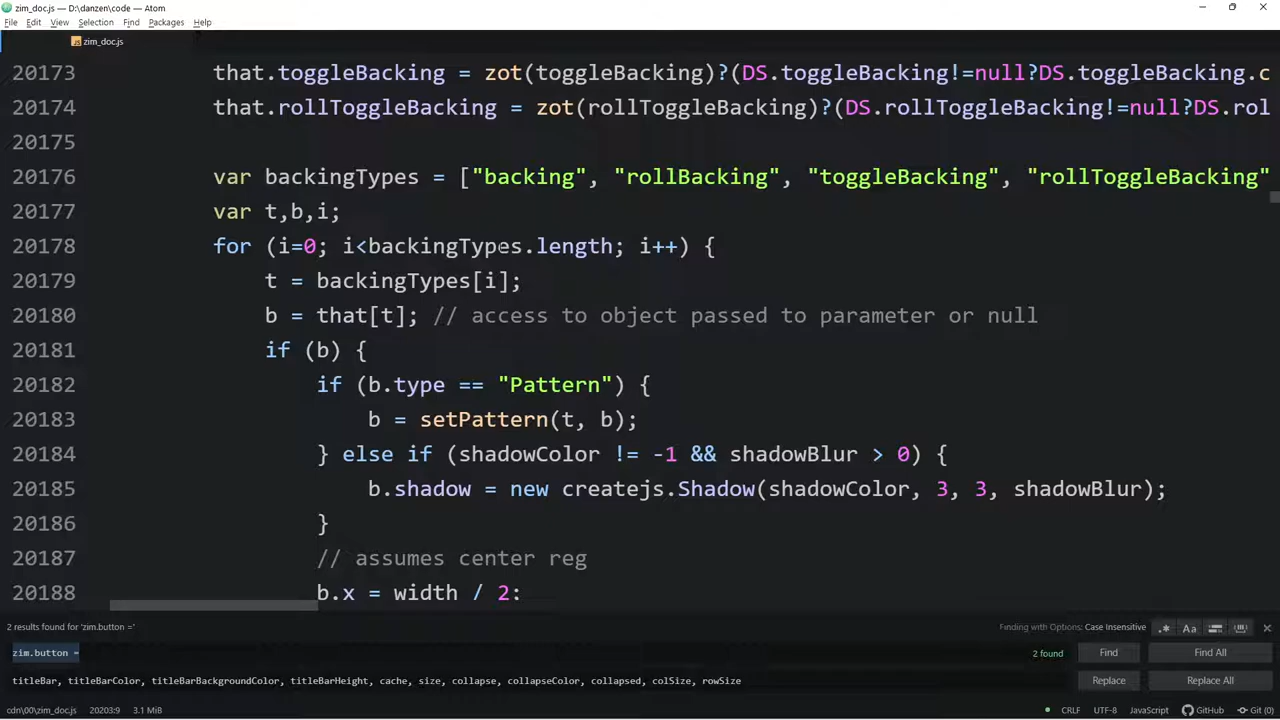 zim_doc.js — D:\danzen\code — Atom
File Edit View Selection Find Packages Help
zim_doc.js
20173 that.toggleBacking = zot(toggleBacking)?(DS.toggleBacking!=null?DS.toggleBacking.c
20174 that.rollToggleBacking = zot(rollToggleBacking)?(DS.rollToggleBacking!=null?DS.rol
20175
20176 var backingTypes = ["backing", "rollBacking", "toggleBacking", "rollToggleBacking"
20177 var t,b,i;
20178 for (i=0; i<backingTypes.length; i++) {
20179 t = backingTypes[i];
20180 b = that[t]; // access to object passed to parameter or null
20181 if (b) {
20182 if (b.type == "Pattern") {
20183 b = setPattern(t, b);
20184 } else if (shadowColor != -1 && shadowBlur > 0) {
20185 b.shadow = new createjs.Shadow(shadowColor, 3, 3, shadowBlur);
20186 }
20187 // assumes center reg
20188 b.x = width / 2;
2 results found for 'zim.button =' Finding with Options: Case Insensitive .* Aa
zim.button = 2 found Find Find All
titleBar, titleBarColor, titleBarBackgroundColor, titleBarHeight, cache, size, collapse, collapseColor, collapsed, colSize, rowSize Replace Replace All
cdn\00\zim_doc.js 20203:9 3.1 MiB CRLF UTF-8 JavaScript GitHub Git (0)